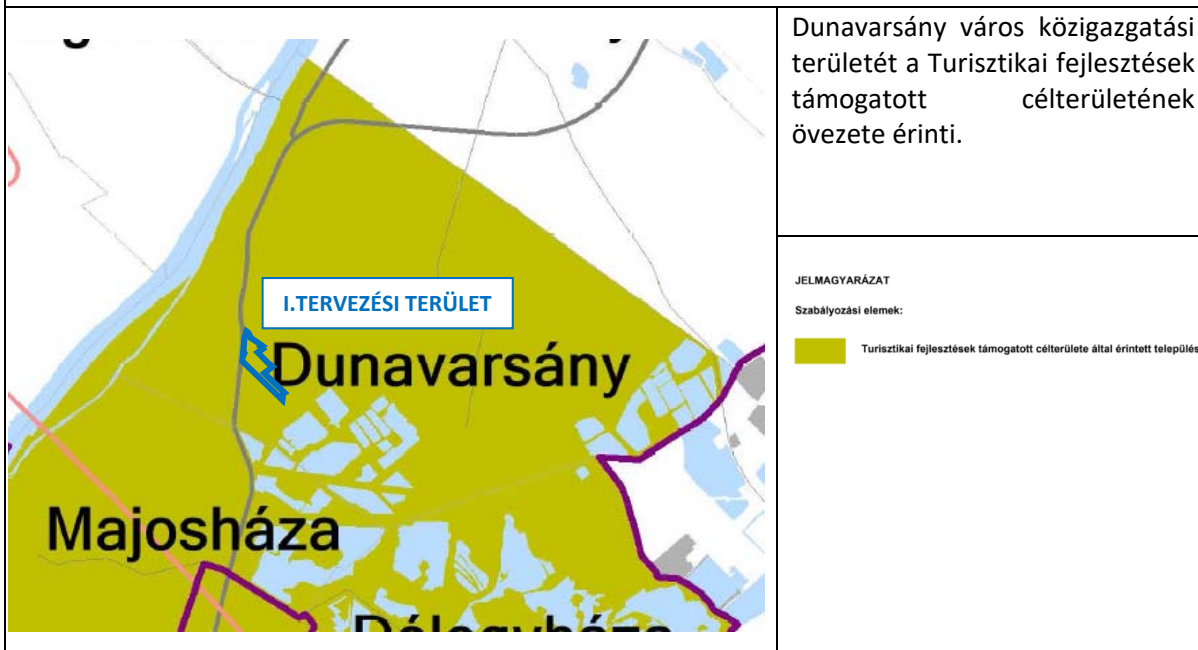 Dunavarsány város közigazgatási
területét a Turisztikai fejlesztések
támogatott célterületének
övezete érinti.
I.TERVEZÉSI TERÜLET
Dunavarsány
Majosháza
JELMAGYARÁZAT
Szabályozási elemek:
Turisztikai fejlesztések támogatott célterülete által érintett település